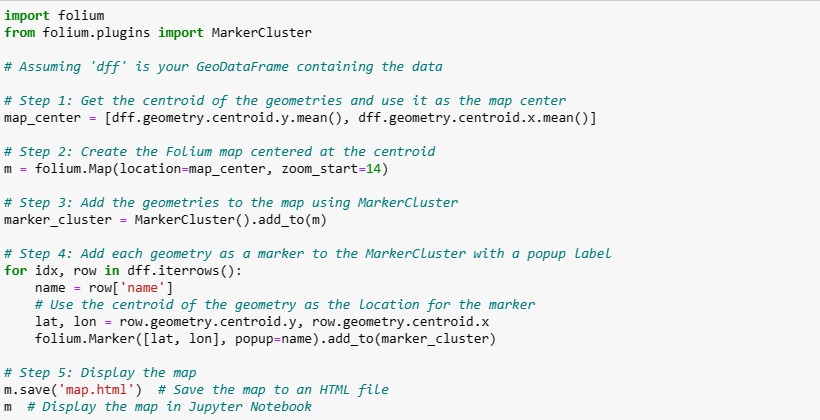 import folium
from folium.plugins import MarkerCluster
# Assuming 'dff' is your GeoDataFrame containing the data
# Step 1: Get the centroid of the geometries and use it as the map center
map_center = [dff.geometry.centroid.y.mean(), dff.geometry.centroid.x.mean()]
# Step 2: Create the Folium map centered at the centroid
m = folium.Map(location=map_center, zoom_start=14)
# Step 3: Add the geometries to the map using MarkerCluster
marker_cluster = MarkerCluster().add_to(m)
# Step 4: Add each geometry as a marker to the MarkerCluster with a popup label
for idx, row in dff.iterrows():
    name = row['name']
    # Use the centroid of the geometry as the location for the marker
    lat, lon = row.geometry.centroid.y, row.geometry.centroid.x
    folium.Marker([lat, lon], popup=name).add_to(marker_cluster)
# Step 5: Display the map
m.save('map.html')  # Save the map to an HTML file
m  # Display the map in Jupyter Notebook